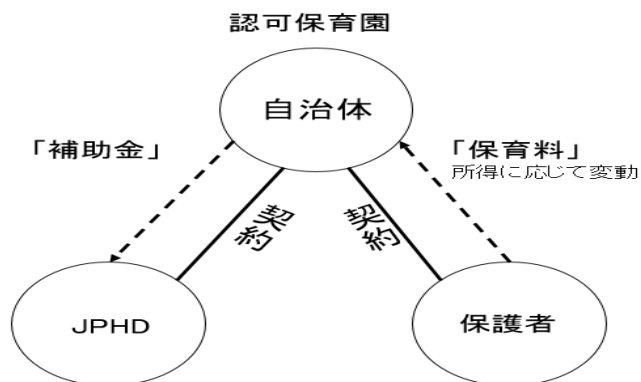 認可保育園
自治体
「補助金」
「保育料」
所得に応じて変動
契約
契約
JPHD
保護者